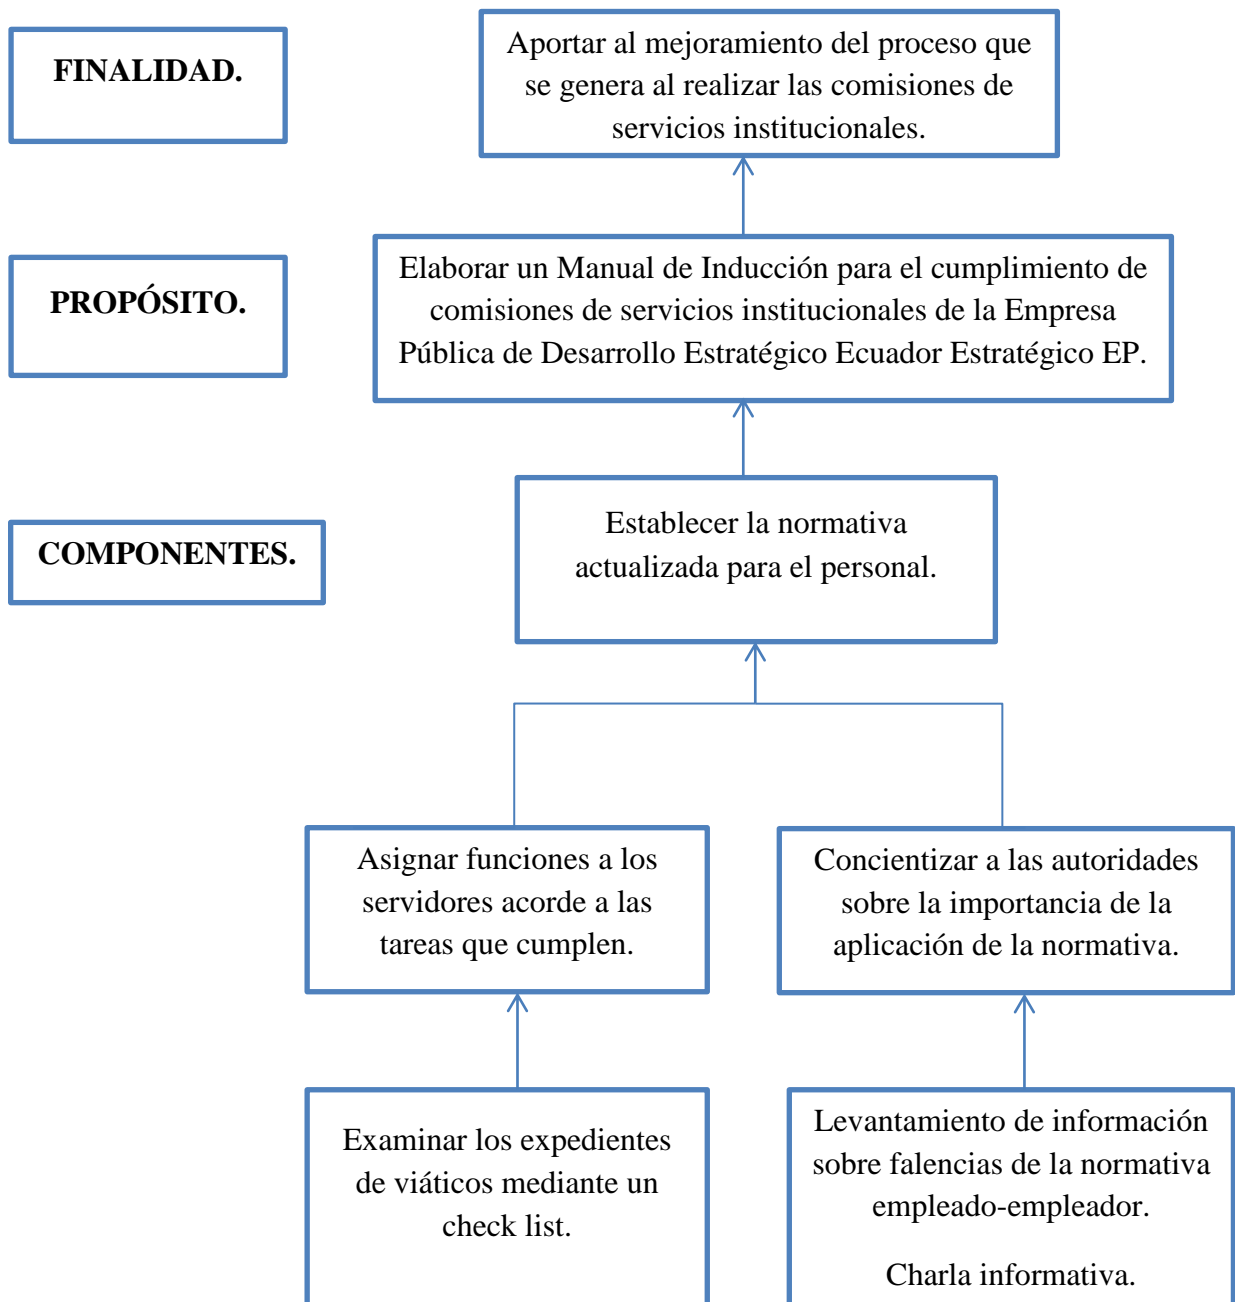 FINALIDAD.
Aportar al mejoramiento del proceso que
se genera al realizar las comisiones de
servicios institucionales.
PROPÓSITO.
Elaborar un Manual de Inducción para el cumplimiento de
comisiones de servicios institucionales de la Empresa
Pública de Desarrollo Estratégico Ecuador Estratégico EP.
COMPONENTES.
Establecer la normativa
actualizada para el personal.
Asignar funciones a los
servidores acorde a las
tareas que cumplen.
Concientizar a las autoridades
sobre la importancia de la
aplicación de la normativa.
Examinar los expedientes
de viáticos mediante un
check list.
Levantamiento de información
sobre falencias de la normativa
empleado-empleador.
Charla informativa.